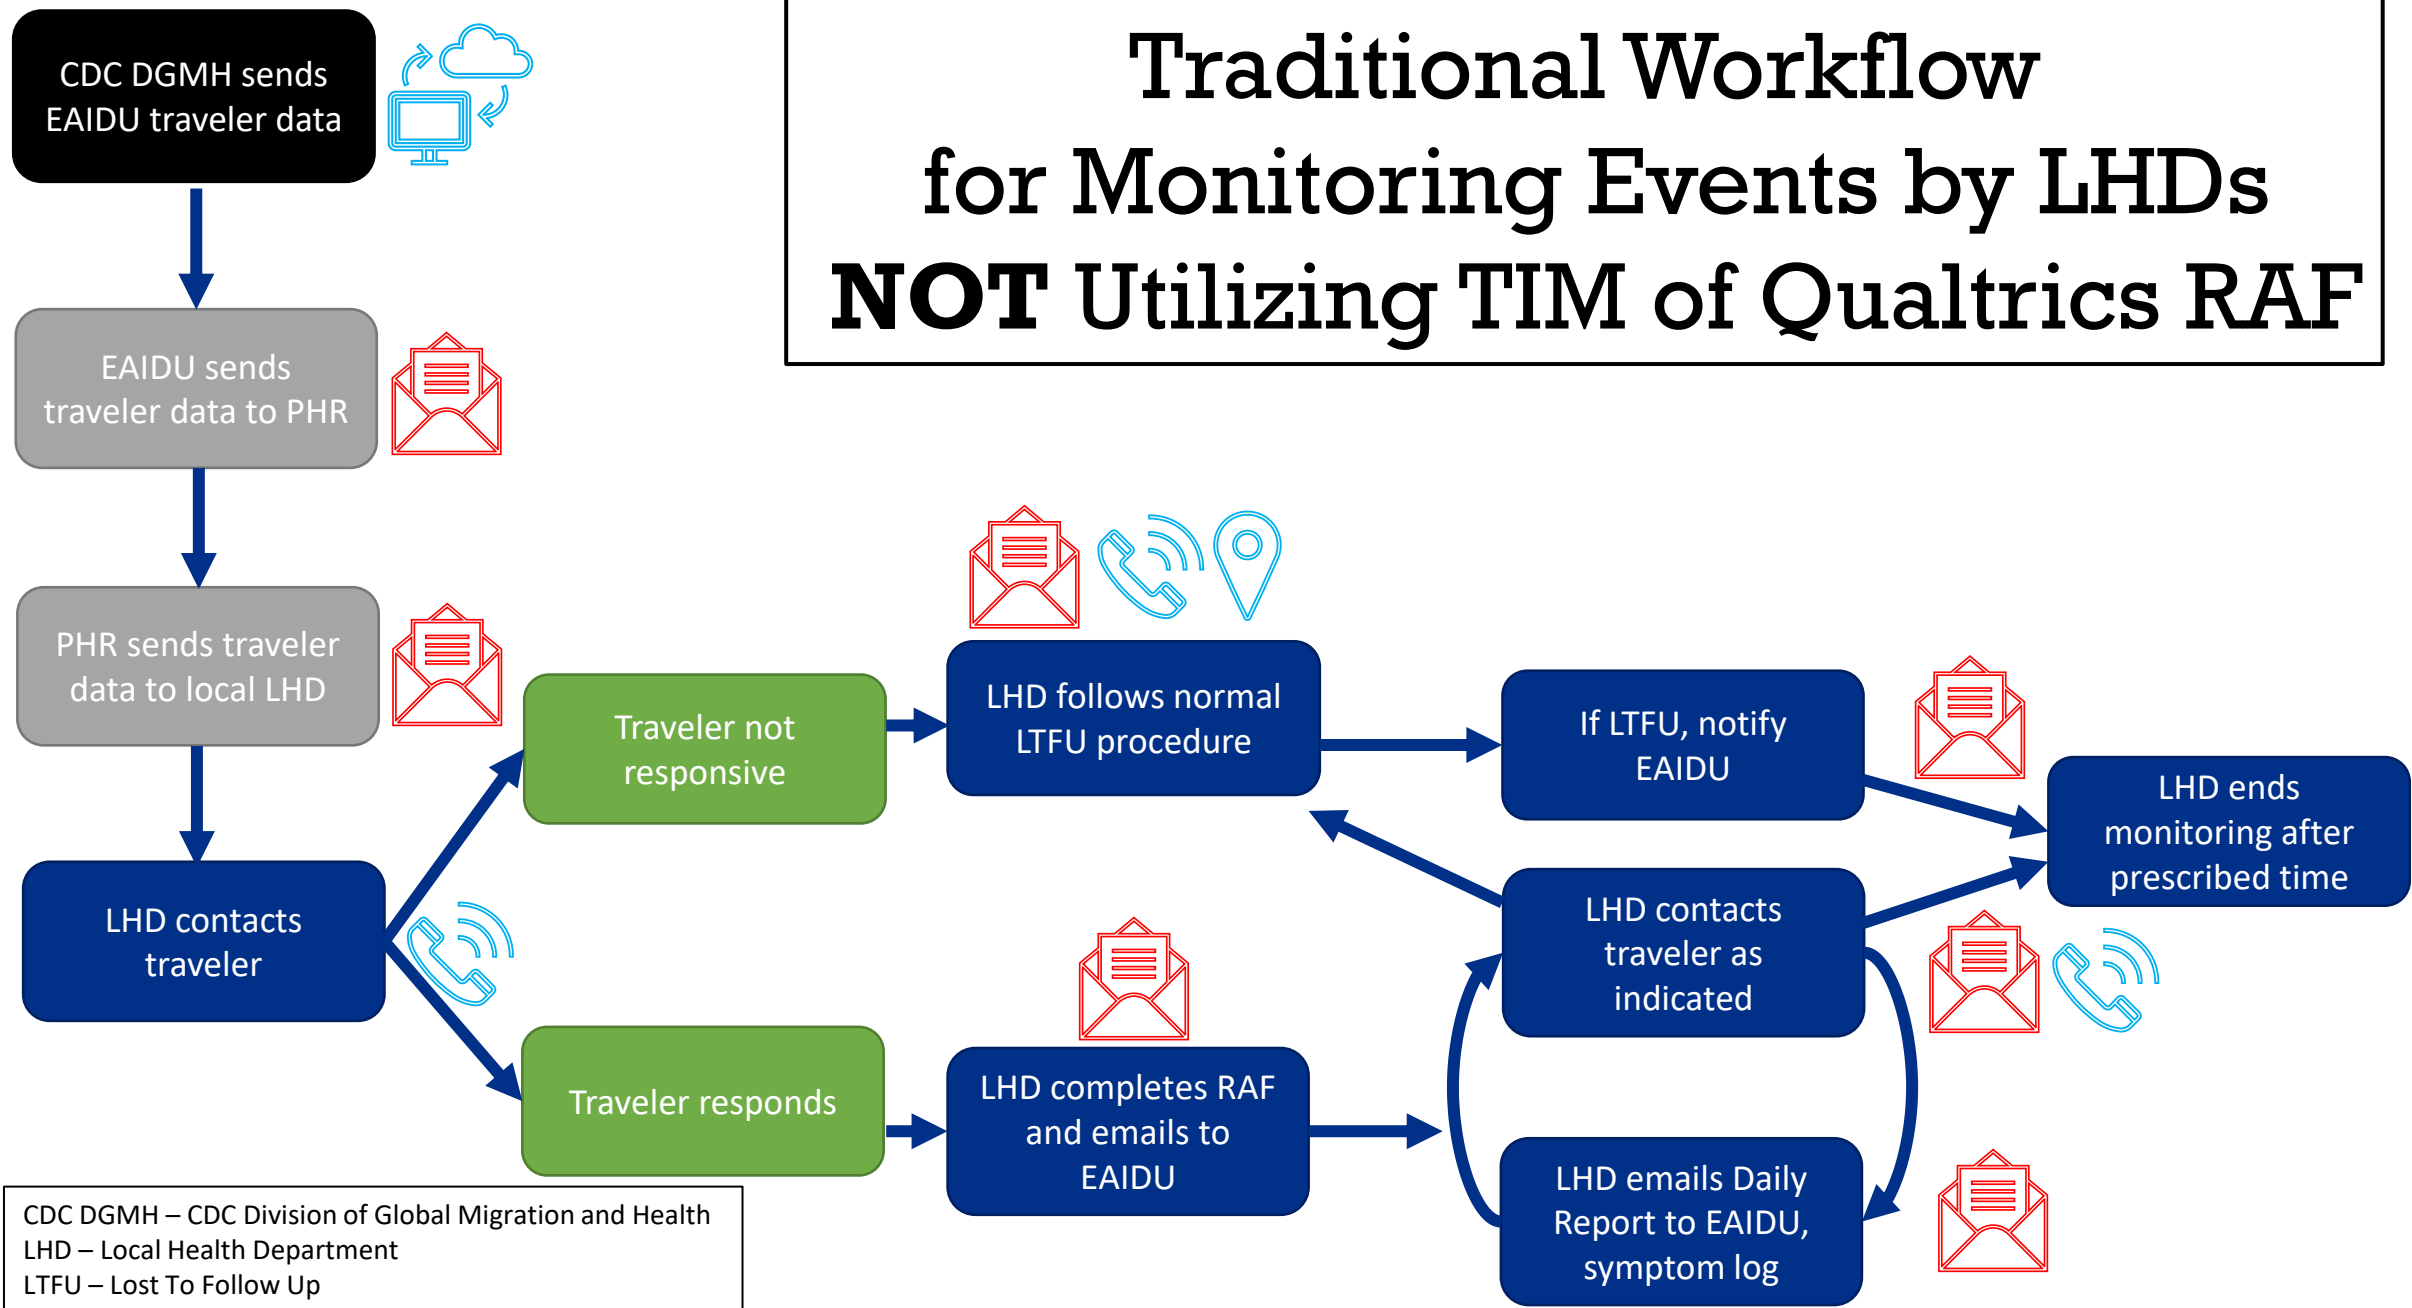 CDC DGMH sends
EAIDU traveler data
Traditional Workflow
for Monitoring Events by LHDs
NOT Utilizing TIM of Qualtrics RAF
EAIDU sends
traveler data to PHR
PHR sends traveler
data to local LHD
LHD contacts
traveler
Traveler not
responsive
LHD follows normal
LTFU procedure
If LTFU, notify
EAIDU
LHD ends
monitoring after
prescribed time
LHD contacts
traveler as
indicated
Traveler responds
LHD completes RAF
and emails to
EAIDU
LHD emails Daily
Report to EAIDU,
symptom log
CDC DGMH – CDC Division of Global Migration and Health
LHD – Local Health Department
LTFU – Lost To Follow Up